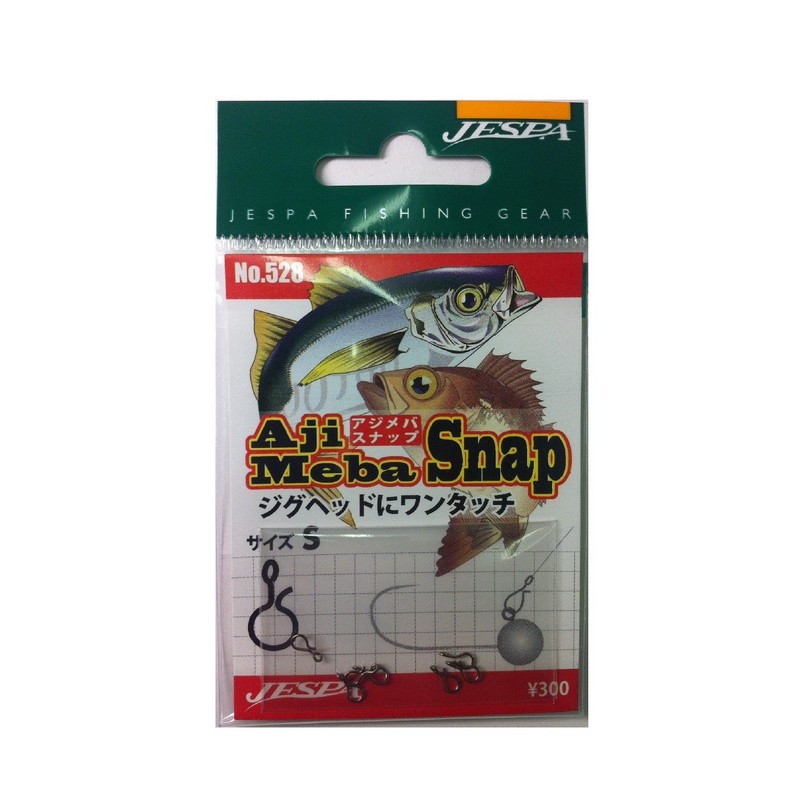 JESPA
JESPA FISHING GEAR
No.528
Aji
Meba
アジメバ
スナップ
Snap
ジグヘッドにワンタッチ
サイズ S
JESPA
¥300